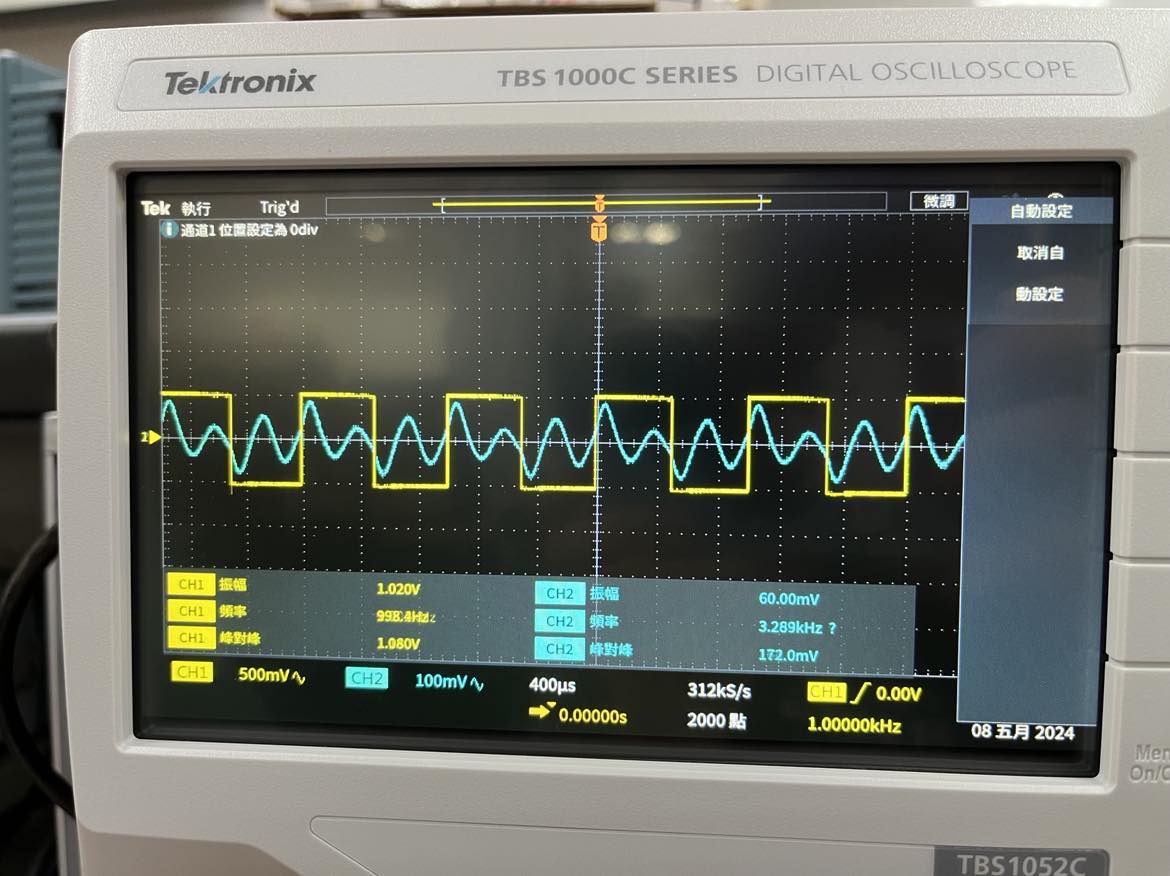 Tektronix TBS 1000C SERIES DIGITAL OSCILLOSCOPE
Tek 執行 Trig'd 微調
通道1 位置設定為 0div
自動設定
取消自
動設定
CH1 振幅 1.020V CH2 振幅 60.00mV
CH1 頻率 CH2 頻率 3.289kHz ?
CH1 峰對峰 1.080V CH2 峰對峰 172.0mV
CH1 500mV CH2 100mV 400µs 312kS/s CH1 0.00V
0.00000s 2000 點 1.00000kHz
08 五月 2024
On/
TBS1052C